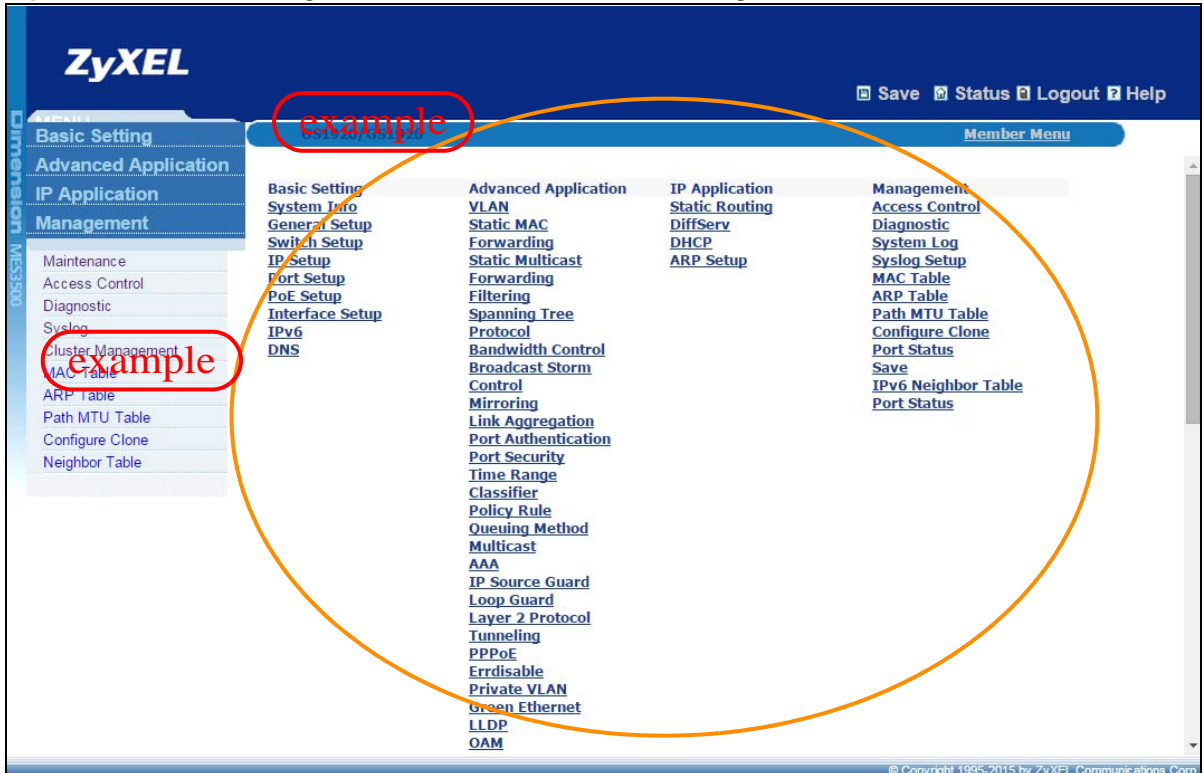 ZyXEL
Save Status Logout Help
MENU
Dimension MES3500
Basic Setting
Advanced Application
IP Application
Management
Maintenance
Access Control
Diagnostic
Syslog
Cluster Management
MAC Table
ARP Table
Path MTU Table
Configure Clone
Neighbor Table
example
example
GS1920/GS1920
Member Menu
Basic Setting
System Info
General Setup
Switch Setup
IP Setup
Port Setup
PoE Setup
Interface Setup
IPv6
DNS
Advanced Application
VLAN
Static MAC
Forwarding
Static Multicast
Forwarding
Filtering
Spanning Tree
Protocol
Bandwidth Control
Broadcast Storm
Control
Mirroring
Link Aggregation
Port Authentication
Port Security
Time Range
Classifier
Policy Rule
Queuing Method
Multicast
AAA
IP Source Guard
Loop Guard
Layer 2 Protocol
Tunneling
PPPoE
Errdisable
Private VLAN
Green Ethernet
LLDP
OAM
IP Application
Static Routing
DiffServ
DHCP
ARP Setup
Management
Access Control
Diagnostic
System Log
Syslog Setup
MAC Table
ARP Table
Path MTU Table
Configure Clone
Port Status
Save
IPv6 Neighbor Table
Port Status
© Copyright 1995-2015 by ZyXEL Communications Corp